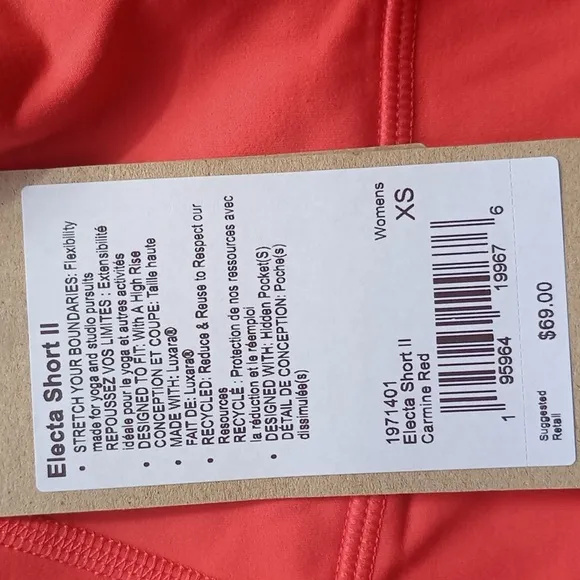 Electa Short II
• STRETCH YOUR BOUNDARIES: Flexibility
made for yoga and studio pursuits
REPOUSSEZ VOS LIMITES : Extensibilité
idéale pour le yoga et autres activités
• DESIGNED TO FIT: With A High Rise
CONCEPTION ET COUPE: Taille haute
• MADE WITH: Luxara®
FAIT DE: Luxara®
• RECYCLED: Reduce & Reuse to Respect our
Resources
RECYCLÉ : Protection de nos ressources avec
la réduction et le réemploi
• DESIGNED WITH: Hidden Pocket(S)
DÉTAIL DE CONCEPTION: Poche(s)
dissimulée(s)
Womens
XS
1971401
Electa Short II
Carmine Red
1 95964 19967 6
Suggested
Retail
$69.00